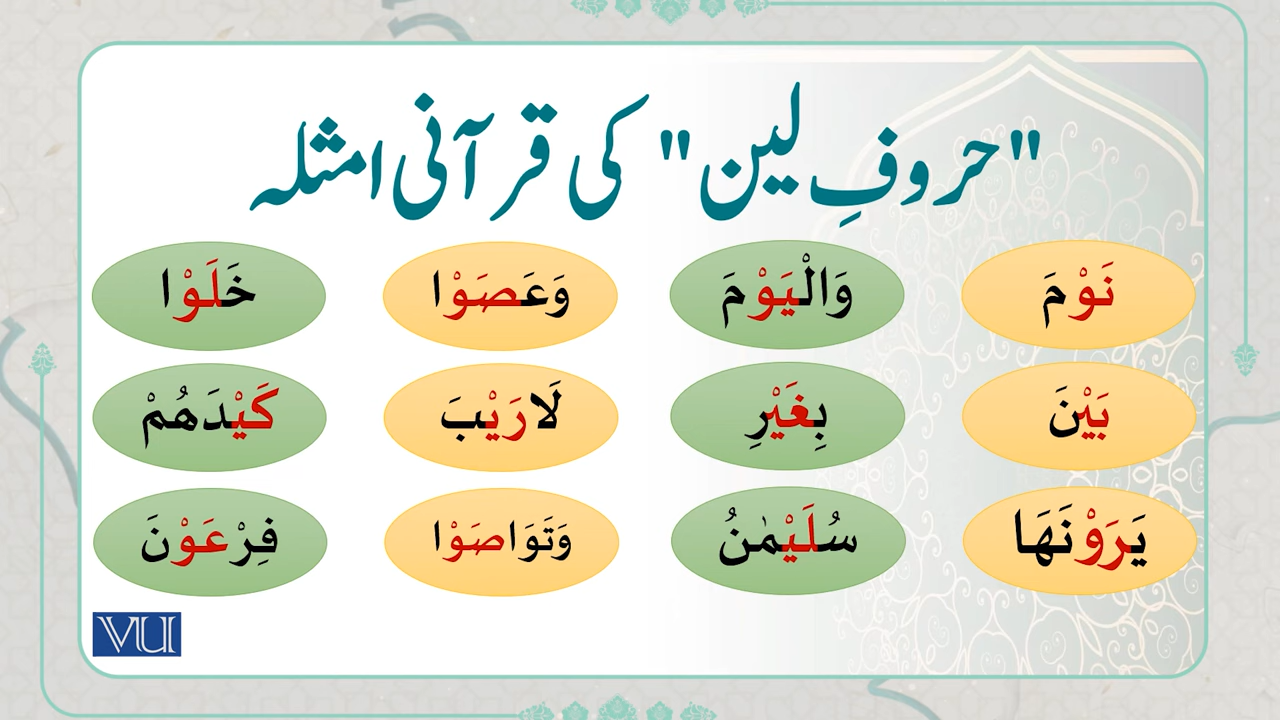 "حروفِ لین" کی قرآنی امثلہ
نَوْمَ وَالْيَوْمَ وَعَصَوْا خَلَوْا
بَيْنَ بِغَيْرِ لَارَيْبَ كَيْدَهُمْ
يَرَوْنَهَا سُلَيْمٰنُ وَتَوَاصَوْا فِرْعَوْنَ
VU